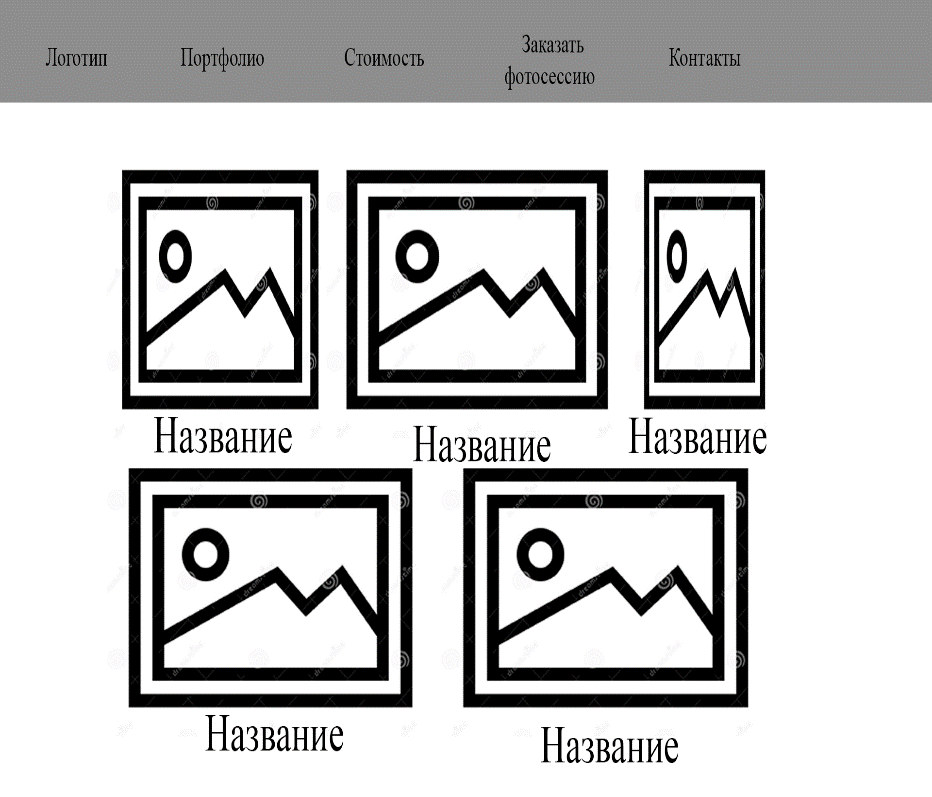 Логотип
Портфолио
Стоимость
Заказать
фотосессию
Контакты
Название
Название
Название
Название
Название